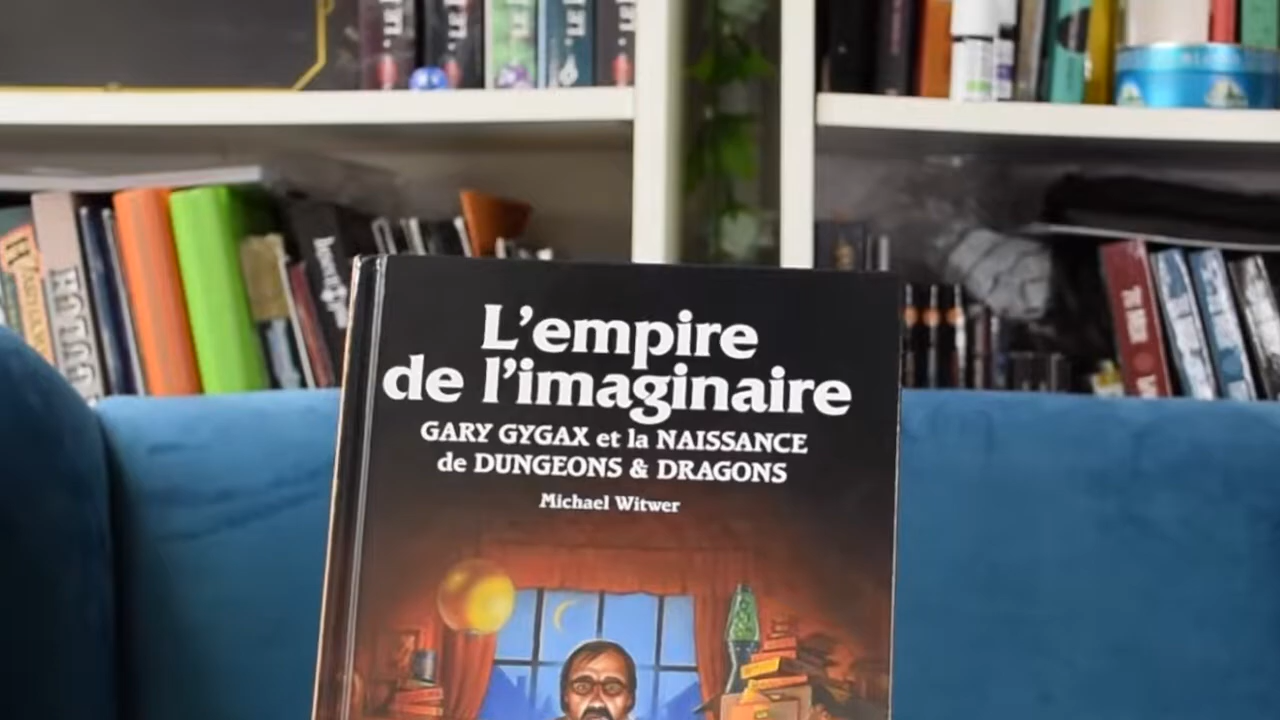 L'empire
de l'imaginaire
GARY GYGAX et la NAISSANCE
de DUNGEONS & DRAGONS
Michael Witwer